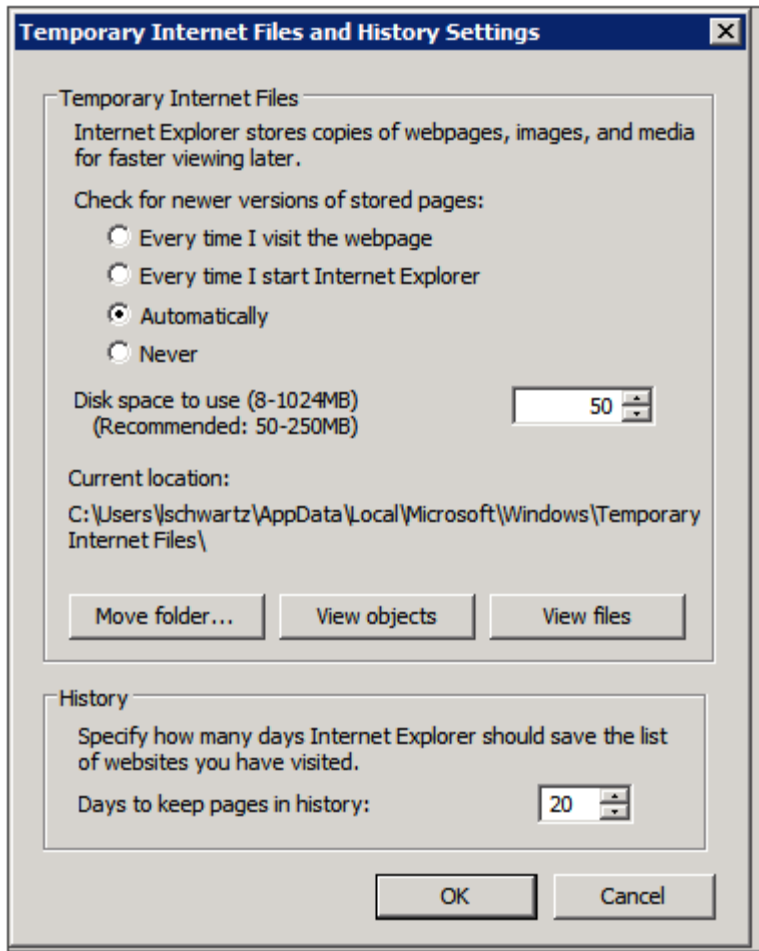 Temporary Internet Files and History Settings
Temporary Internet Files
Internet Explorer stores copies of webpages, images, and media
for faster viewing later.
Check for newer versions of stored pages:
Every time I visit the webpage
Every time I start Internet Explorer
Automatically
Never
Disk space to use (8-1024MB)
50
(Recommended: 50-250MB)
Current location:
C:\Users\lschwartz\AppData\Local\Microsoft\Windows\Temporary
Internet Files\
Move folder...
View objects
View files
History
Specify how many days Internet Explorer should save the list
of websites you have visited.
Days to keep pages in history:
20
OK
Cancel